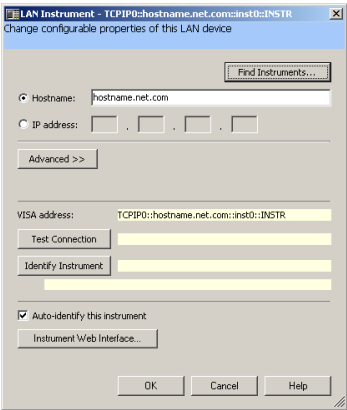 LAN Instrument - TCPIP0::hostname.net.com::inst0::INSTR
Change configurable properties of this LAN device
Find Instruments...
Hostname: hostname.net.com
IP address: . . .
Advanced >>
VISA address: TCPIP0::hostname.net.com::inst0::INSTR
Test Connection
Identify Instrument
Auto-identify this instrument
Instrument Web Interface...
OK Cancel Help